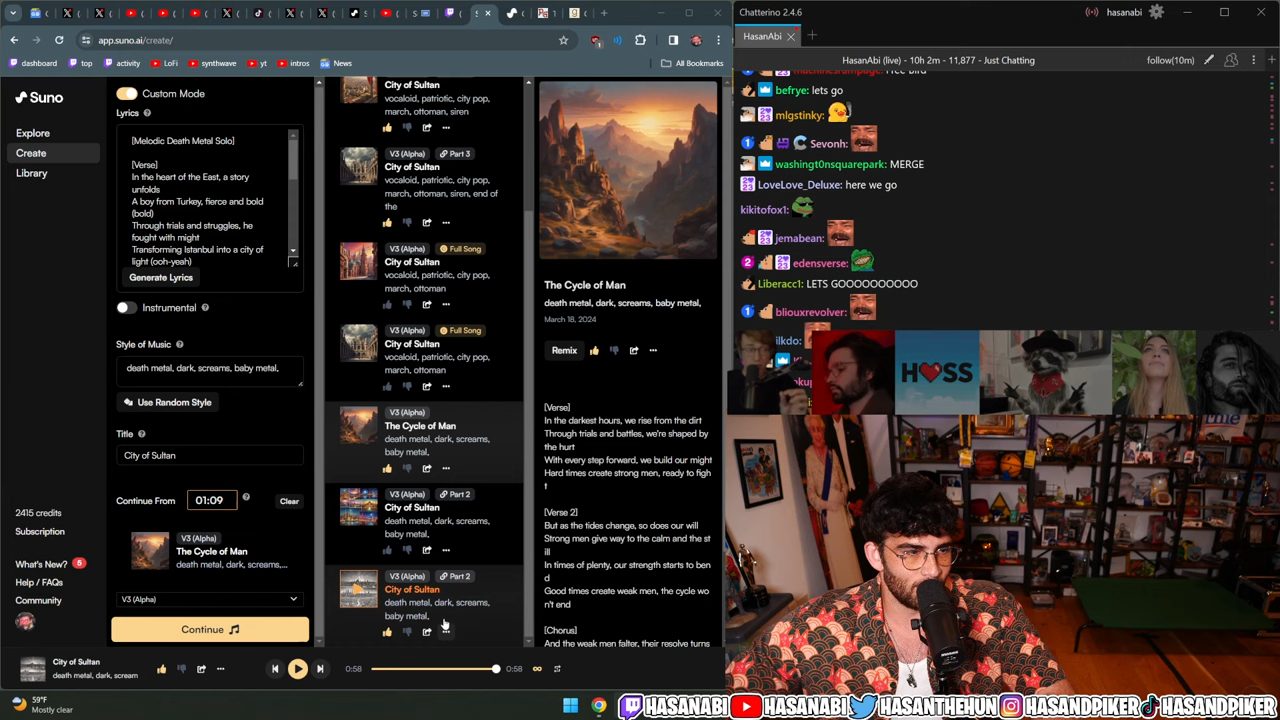 app.suno.ai/create/
dashboard
top
activity
LoFi
synthwave
yt
intros
News
All Bookmarks
Suno
Explore
Create
Library
2415 credits
Subscription
What's New?
5
Help / FAQs
Community
Custom Mode
Lyrics
[Melodic Death Metal Solo]
[Verse]
In the heart of the East, a story
unfolds
A boy from Turkey, fierce and bold
(bold)
Through trials and struggles, he
fought with might
Transforming Istanbul into a city of
light (ooh-yeah)
Generate Lyrics
Instrumental
Style of Music
death metal, dark, screams, baby metal,
Use Random Style
Title
City of Sultan
Continue From
01:09
Clear
V3 (Alpha)
The Cycle of Man
death metal, dark, screams,...
V3 (Alpha)
Continue
City of Sultan
vocaloid, patriotic, city pop,
march, ottoman, siren
V3 (Alpha) Part 3
City of Sultan
vocaloid, patriotic, city pop,
march, ottoman, siren, end of
the
V3 (Alpha) Full Song
City of Sultan
vocaloid, patriotic, city pop,
march, ottoman
V3 (Alpha) Full Song
City of Sultan
vocaloid, patriotic, city pop,
march, ottoman
V3 (Alpha)
The Cycle of Man
death metal, dark, screams,
baby metal,
V3 (Alpha) Part 2
City of Sultan
death metal, dark, screams,
baby metal,
V3 (Alpha) Part 2
City of Sultan
death metal, dark, screams,
baby metal,
The Cycle of Man
death metal, dark, screams, baby metal,
March 18, 2024
Remix
[Verse]
In the darkest hours, we rise from the dirt
Through trials and battles, we're shaped by
the hurt
With every step forward, we build our might
Hard times create strong men, ready to figh
t
[Verse 2]
But as the tides change, so does our will
Strong men give way to the calm and the st
ill
In times of plenty, our strength starts to ben
d
Good times create weak men, the cycle wo
n't end
[Chorus]
And the weak men falter, their resolve turns
City of Sultan
death metal, dark, scream
0:58
0:58
59°F
Mostly clear
Chatterino 2.4.6
hasanabi
HasanAbi
HasanAbi (live) - 10h 2m - 11,877 - Just Chatting
follow(10m)
befrye: lets go
mlgstinky:
Sevonh:
washingt0nsquarepark: MERGE
LoveLove_Deluxe: here we go
kikitofox1:
jemabean:
edensverse:
Liberacc1: LETS GOOOOOOOOO
bliouxrevolver:
ilkdo:
H SS
HASANABI
HASANABI
HASANTHEHUN
HASANDPIKER
HASANDPIKER